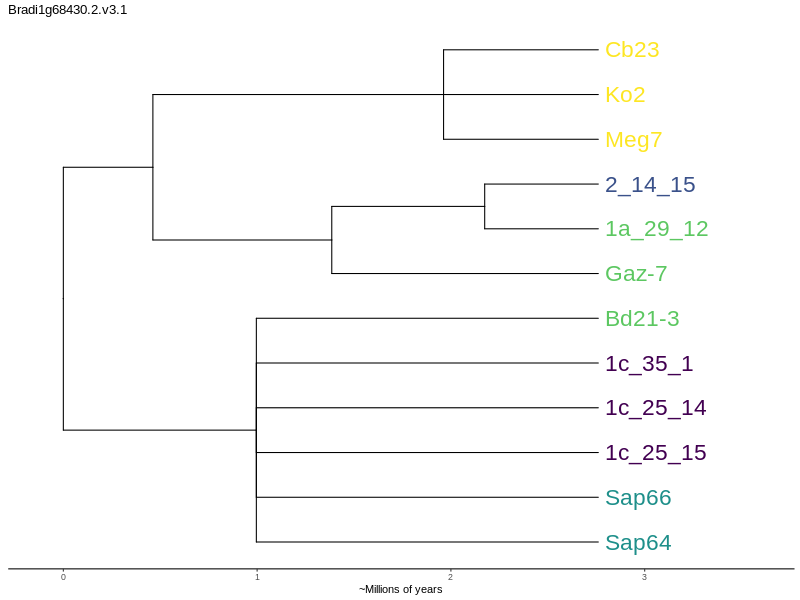 Bradi1g68430.2.v3.1
Cb23
Ko2
Meg7
2_14_15
1a_29_12
Gaz-7
Bd21-3
1c_35_1
1c_25_14
1c_25_15
Sap66
Sap64
0 1 2 3
~Millions of years